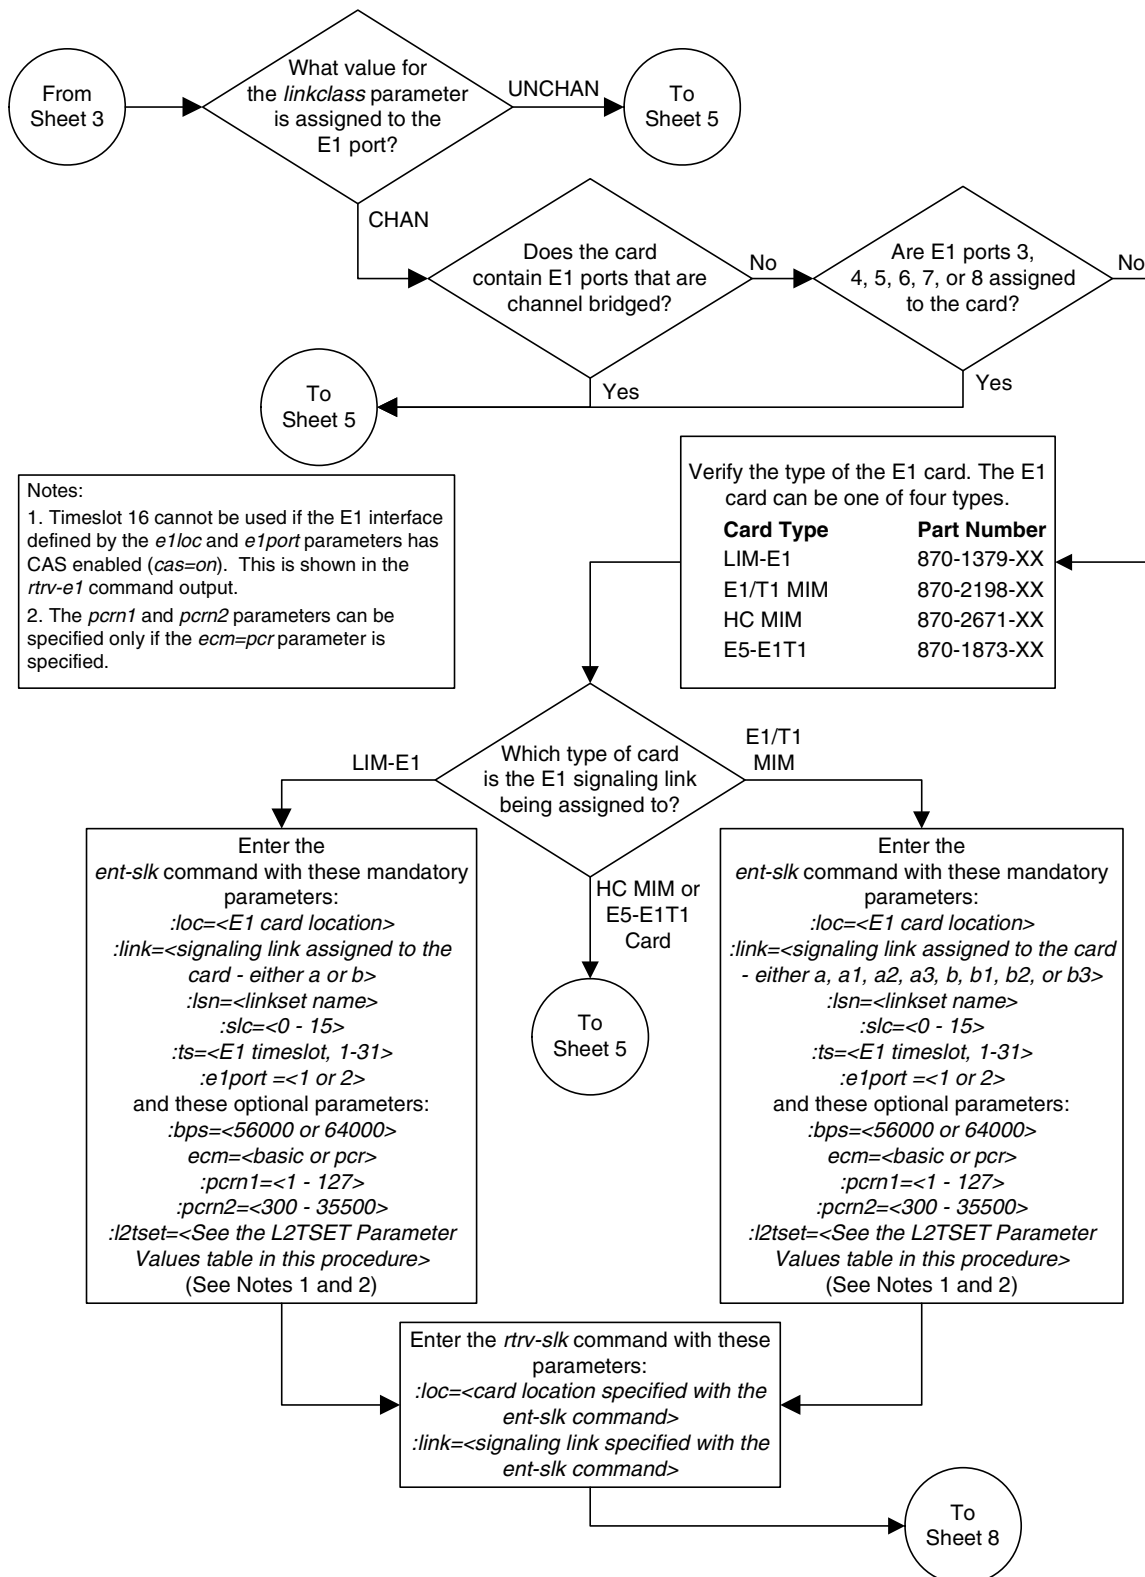 From
Sheet 3
What value for
the linkclass parameter
is assigned to the
E1 port?
UNCHAN
To
Sheet 5
CHAN
Does the card
contain E1 ports that are
channel bridged?
No
Are E1 ports 3,
4, 5, 6, 7, or 8 assigned
to the card?
No
Yes
Yes
To
Sheet 5
Notes:
1. Timeslot 16 cannot be used if the E1 interface
defined by the e1loc and e1port parameters has
CAS enabled (cas=on).  This is shown in the
rtrv-e1 command output.
2. The pcrn1 and pcrn2 parameters can be
specified only if the ecm=pcr parameter is
specified.
Verify the type of the E1 card. The E1
card can be one of four types.
Card Type Part Number
LIM-E1 870-1379-XX
E1/T1 MIM 870-2198-XX
HC MIM 870-2671-XX
E5-E1T1 870-1873-XX
Which type of card
is the E1 signaling link
being assigned to?
LIM-E1
E1/T1
MIM
HC MIM or
E5-E1T1
Card
To
Sheet 5
Enter the
ent-slk command with these mandatory
parameters:
:loc=<E1 card location>
:link=<signaling link assigned to the
card - either a or b>
:lsn=<linkset name>
:slc=<0 - 15>
:ts=<E1 timeslot, 1-31>
:e1port =<1 or 2>
and these optional parameters:
:bps=<56000 or 64000>
ecm=<basic or pcr>
:pcrn1=<1 - 127>
:pcrn2=<300 - 35500>
:l2tset=<See the L2TSET Parameter
Values table in this procedure>
(See Notes 1 and 2)
Enter the
ent-slk command with these mandatory
parameters:
:loc=<E1 card location>
:link=<signaling link assigned to the card
- either a, a1, a2, a3, b, b1, b2, or b3>
:lsn=<linkset name>
:slc=<0 - 15>
:ts=<E1 timeslot, 1-31>
:e1port =<1 or 2>
and these optional parameters:
:bps=<56000 or 64000>
ecm=<basic or pcr>
:pcrn1=<1 - 127>
:pcrn2=<300 - 35500>
:l2tset=<See the L2TSET Parameter
Values table in this procedure>
(See Notes 1 and 2)
Enter the rtrv-slk command with these
parameters:
:loc=<card location specified with the
ent-slk command>
:link=<signaling link specified with the
ent-slk command>
To
Sheet 8